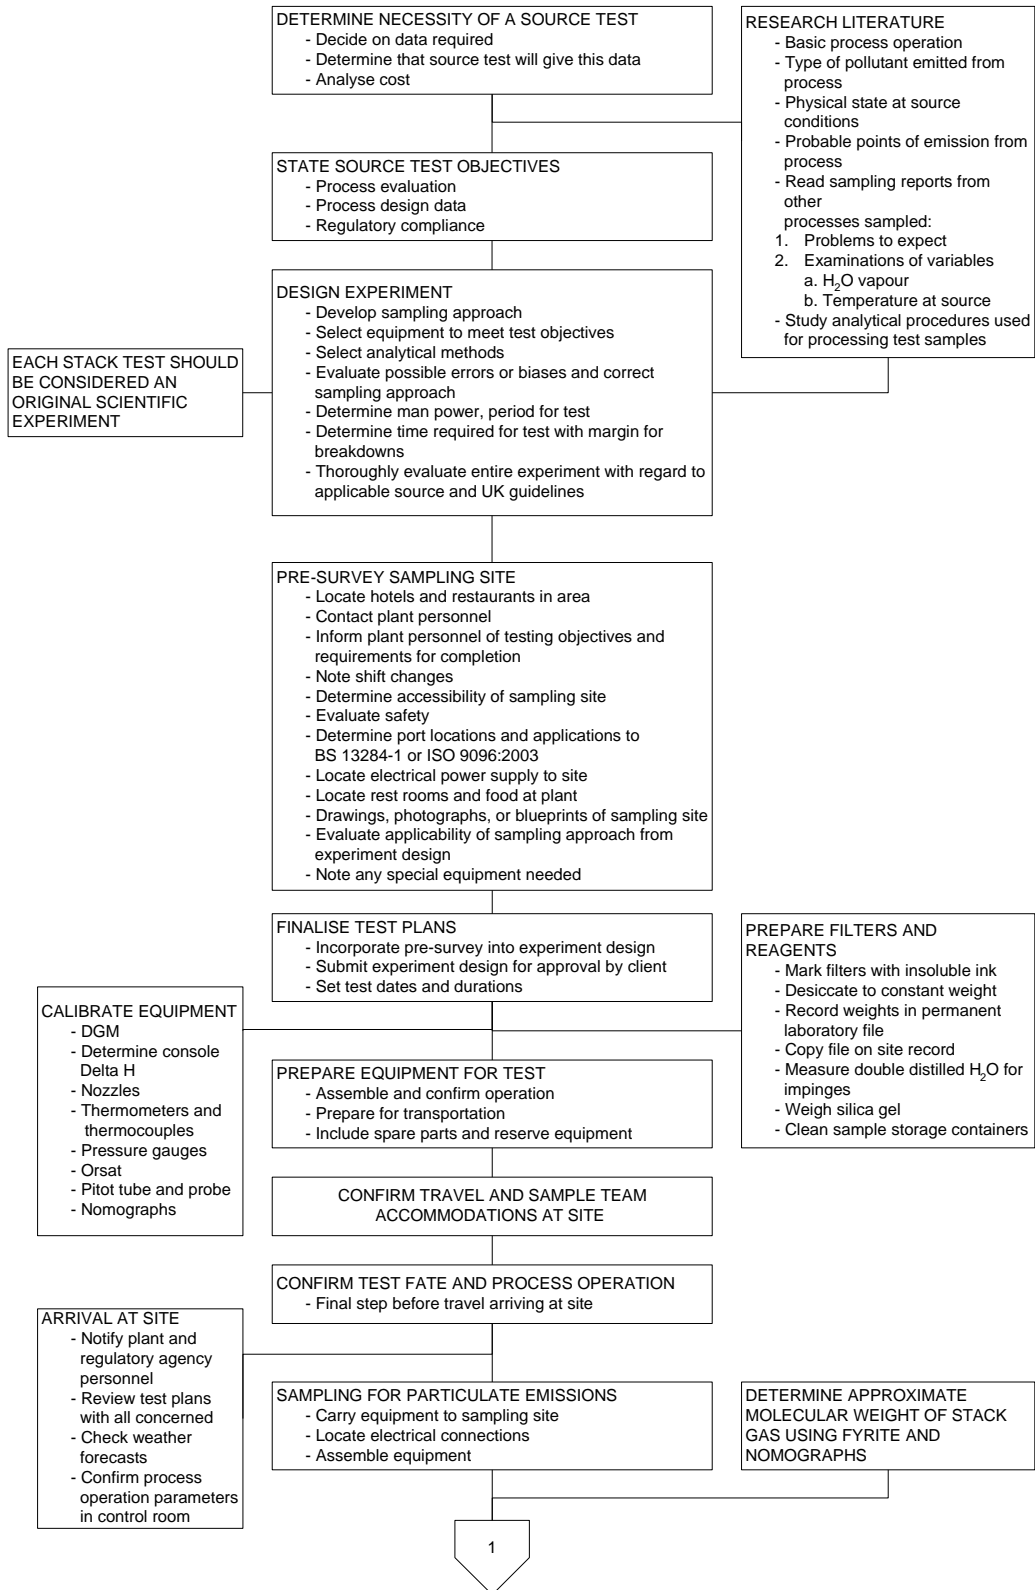 DETERMINE NECESSITY OF A SOURCE TEST
- Decide on data required
- Determine that source test will give this data
- Analyse cost
RESEARCH LITERATURE
- Basic process operation
- Type of pollutant emitted from
process
- Physical state at source
conditions
- Probable points of emission from
process
- Read sampling reports from
other
processes sampled:
1. Problems to expect
2. Examinations of variables
a. H2O vapour
b. Temperature at source
- Study analytical procedures used
for processing test samples
STATE SOURCE TEST OBJECTIVES
- Process evaluation
- Process design data
- Regulatory compliance
DESIGN EXPERIMENT
- Develop sampling approach
- Select equipment to meet test objectives
- Select analytical methods
- Evaluate possible errors or biases and correct
sampling approach
- Determine man power, period for test
- Determine time required for test with margin for
breakdowns
- Thoroughly evaluate entire experiment with regard to
applicable source and UK guidelines
EACH STACK TEST SHOULD
BE CONSIDERED AN
ORIGINAL SCIENTIFIC
EXPERIMENT
PRE-SURVEY SAMPLING SITE
- Locate hotels and restaurants in area
- Contact plant personnel
- Inform plant personnel of testing objectives and
requirements for completion
- Note shift changes
- Determine accessibility of sampling site
- Evaluate safety
- Determine port locations and applications to
BS 13284-1 or ISO 9096:2003
- Locate electrical power supply to site
- Locate rest rooms and food at plant
- Drawings, photographs, or blueprints of sampling site
- Evaluate applicability of sampling approach from
experiment design
- Note any special equipment needed
FINALISE TEST PLANS
- Incorporate pre-survey into experiment design
- Submit experiment design for approval by client
- Set test dates and durations
PREPARE FILTERS AND
REAGENTS
- Mark filters with insoluble ink
- Desiccate to constant weight
- Record weights in permanent
laboratory file
- Copy file on site record
- Measure double distilled H2O for
impinges
- Weigh silica gel
- Clean sample storage containers
CALIBRATE EQUIPMENT
- DGM
- Determine console
Delta H
- Nozzles
- Thermometers and
thermocouples
- Pressure gauges
- Orsat
- Pitot tube and probe
- Nomographs
PREPARE EQUIPMENT FOR TEST
- Assemble and confirm operation
- Prepare for transportation
- Include spare parts and reserve equipment
CONFIRM TRAVEL AND SAMPLE TEAM
ACCOMMODATIONS AT SITE
CONFIRM TEST FATE AND PROCESS OPERATION
- Final step before travel arriving at site
ARRIVAL AT SITE
- Notify plant and
regulatory agency
personnel
- Review test plans
with all concerned
- Check weather
forecasts
- Confirm process
operation parameters
in control room
SAMPLING FOR PARTICULATE EMISSIONS
- Carry equipment to sampling site
- Locate electrical connections
- Assemble equipment
DETERMINE APPROXIMATE
MOLECULAR WEIGHT OF STACK
GAS USING FYRITE AND
NOMOGRAPHS
1